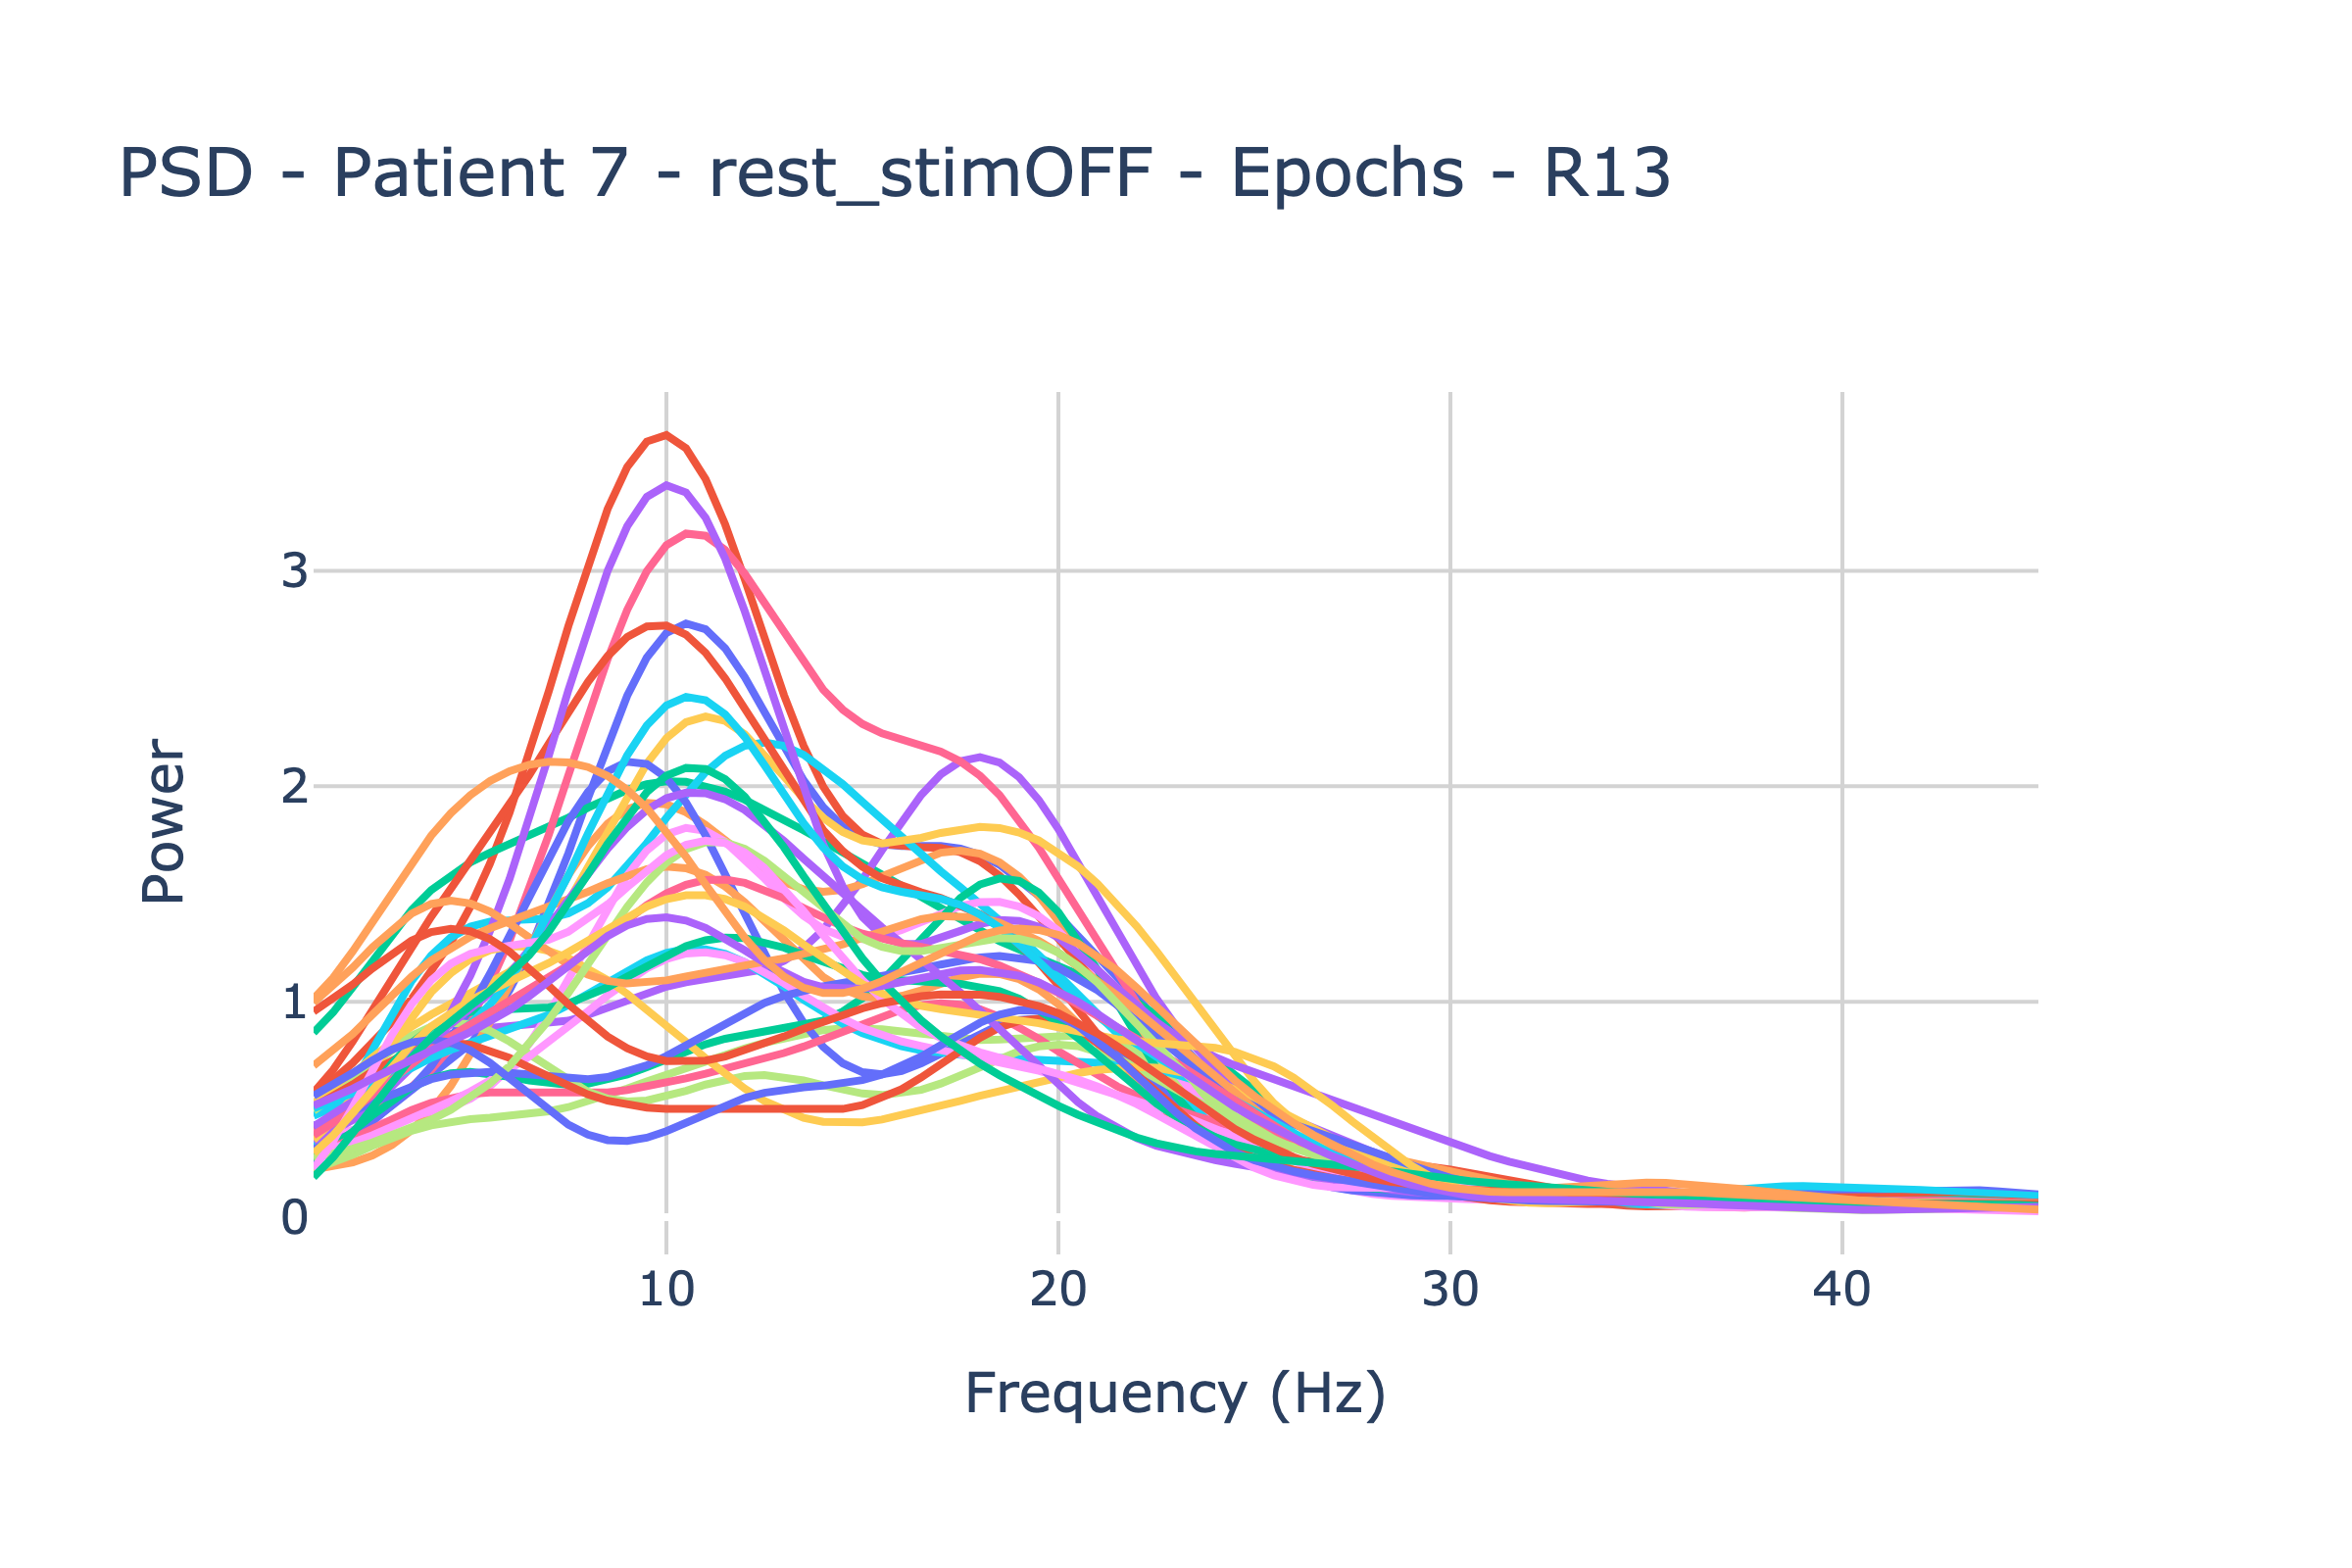 PSD - Patient 7 - rest_stimOFF - Epochs - R13
3
2
1
0
Power
10 20 30 40
Frequency (Hz)